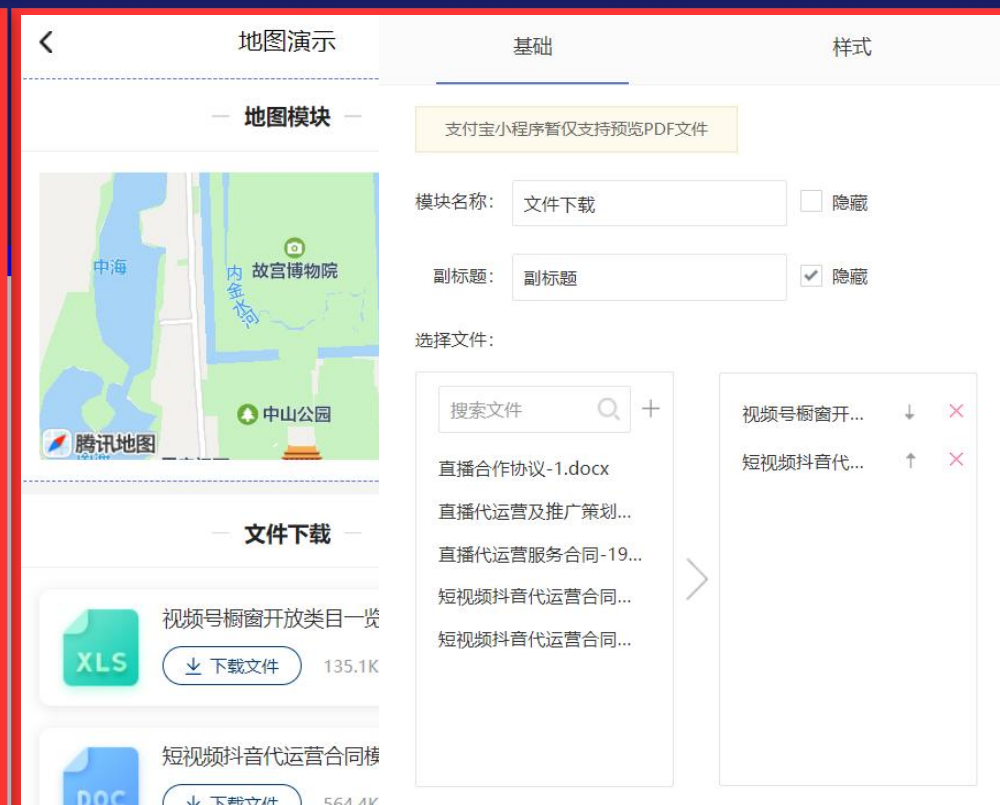 地图演示
地图模块
中海
内金水河
故宫博物院
中山公园
腾讯地图
文件下载
XLS
视频号橱窗开放类目一览
下载文件 135.1K
DOC
短视频抖音代运营合同模
下载文件 564.4K
基础 样式
支付宝小程序暂仅支持预览PDF文件
模块名称： 文件下载 隐藏
副标题： 副标题 隐藏
选择文件：
搜索文件
直播合作协议-1.docx
直播代运营及推广策划...
直播代运营服务合同-19...
短视频抖音代运营合同...
短视频抖音代运营合同...
视频号橱窗开...
短视频抖音代...